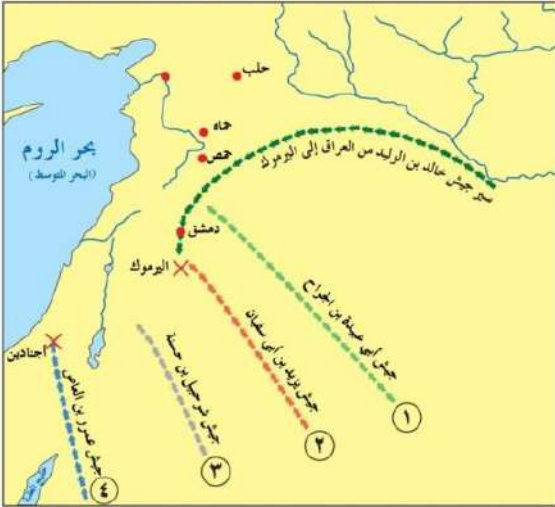 حلب
حماه
حمص
بحر الروم
(البحر المتوسط)
سير جيش خالد بن الوليد من العراق إلى اليرموك
دمشق
اليرموك
أجنادين
جيش أبي عبيدة بن الجراح
١
جيش يزيد بن أبي سفيان
٢
جيش شرحبيل بن حسنة
٣
جيش عمرو بن العاص
٤